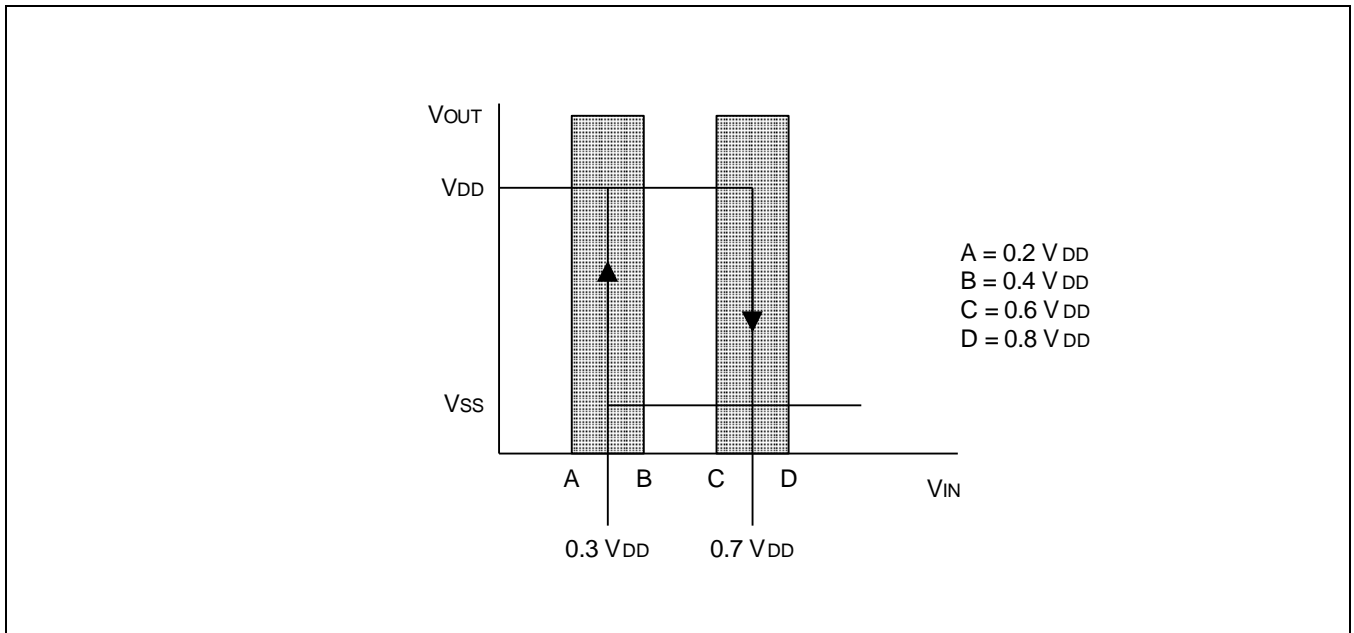 VOUT
VDD
A = 0.2 VDD
B = 0.4 VDD
C = 0.6 VDD
D = 0.8 VDD
VSS
A B C D
VIN
0.3 VDD 0.7 VDD